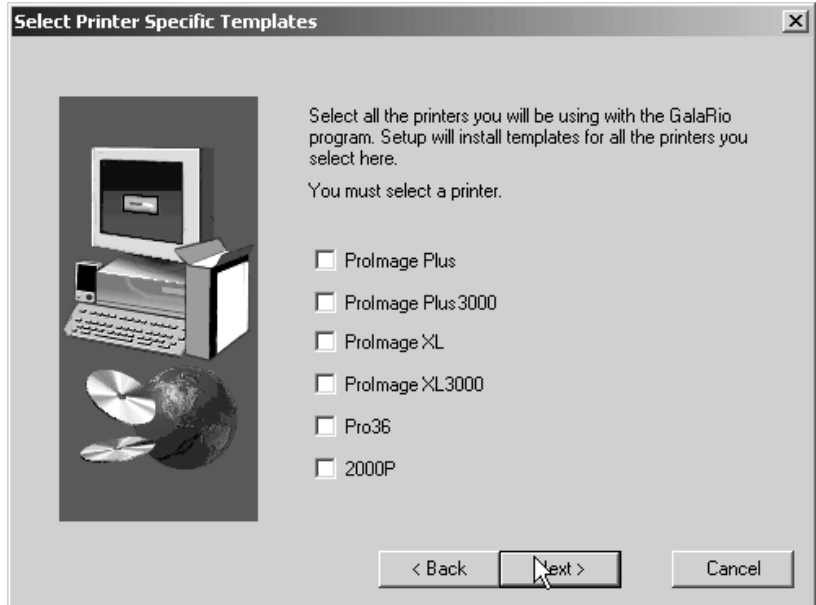 Select Printer Specific Templates
Select all the printers you will be using with the GalaRio
program. Setup will install templates for all the printers you
select here.
You must select a printer.
ProImage Plus
ProImage Plus3000
ProImage XL
ProImage XL3000
Pro36
2000P
< Back
Next >
Cancel